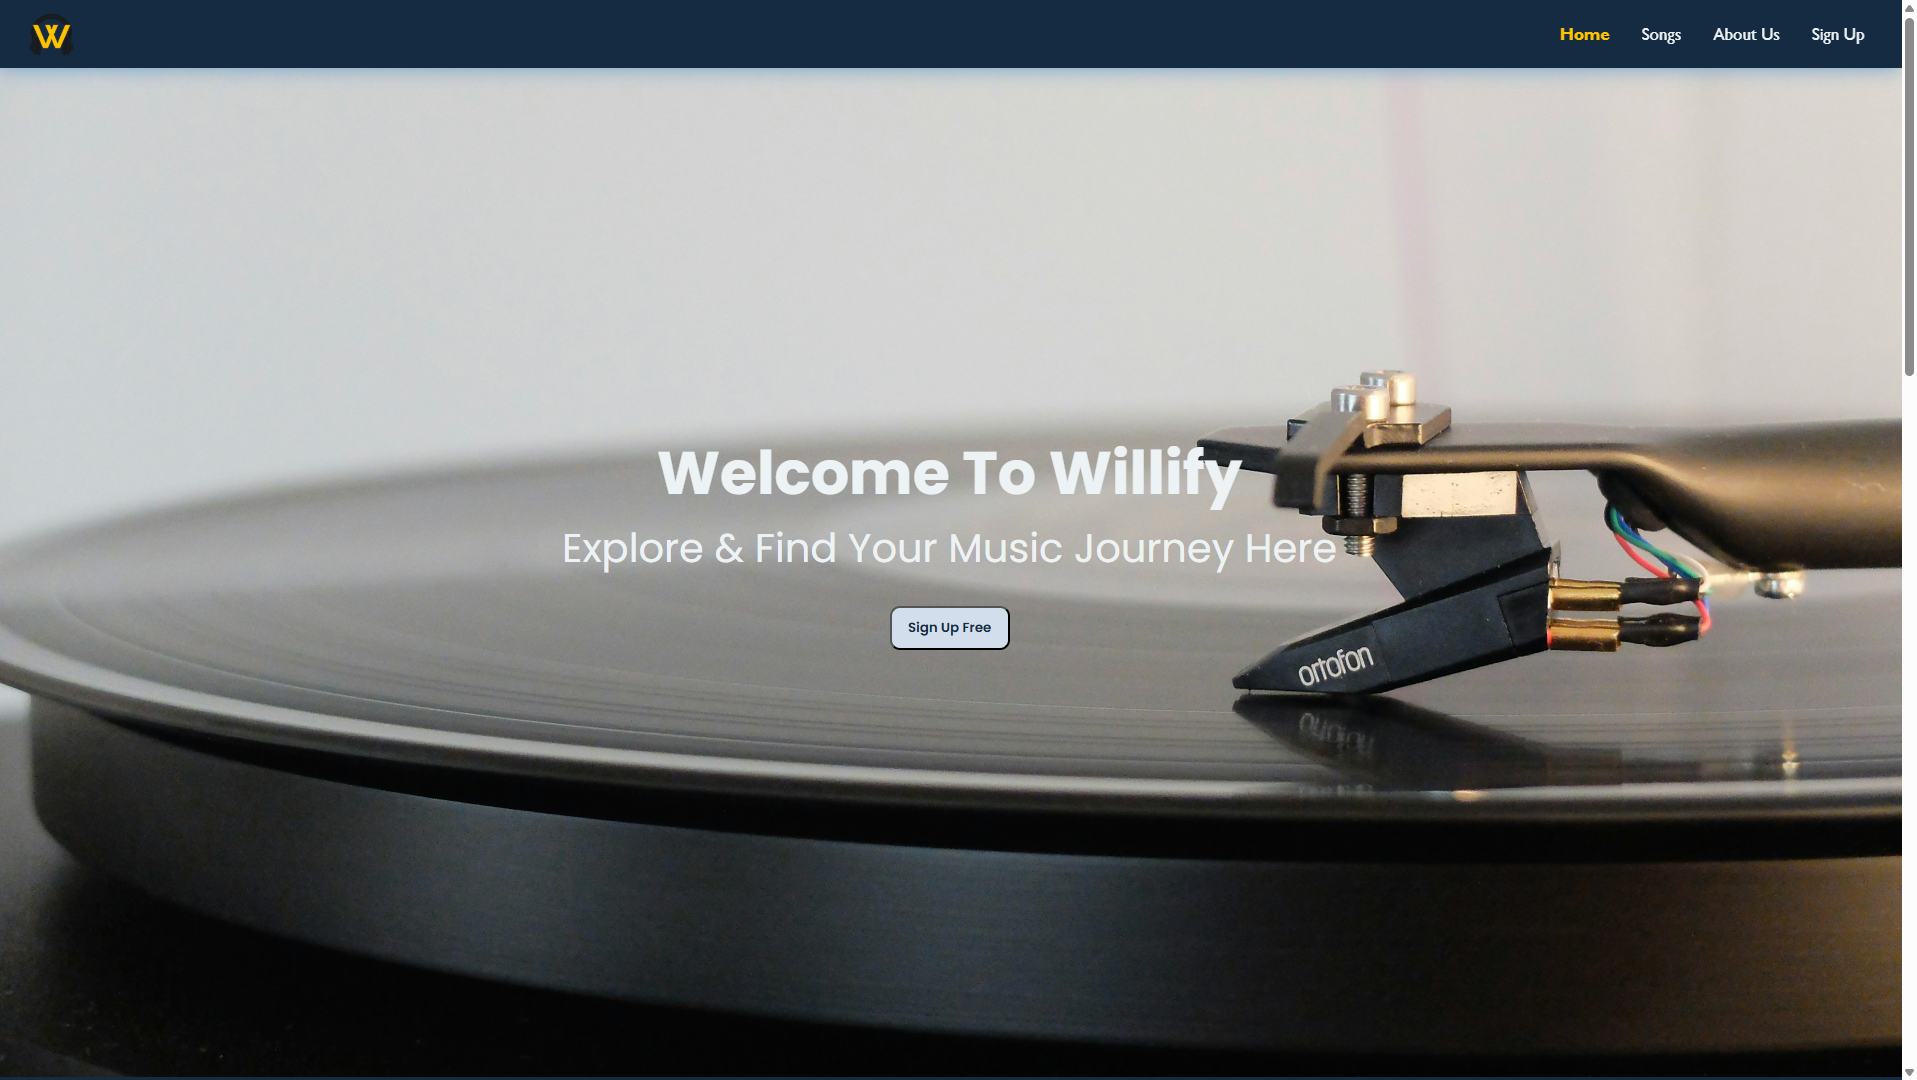 W
Home Songs About Us Sign Up
Welcome To Willify
Explore & Find Your Music Journey Here
Sign Up Free
ortofon